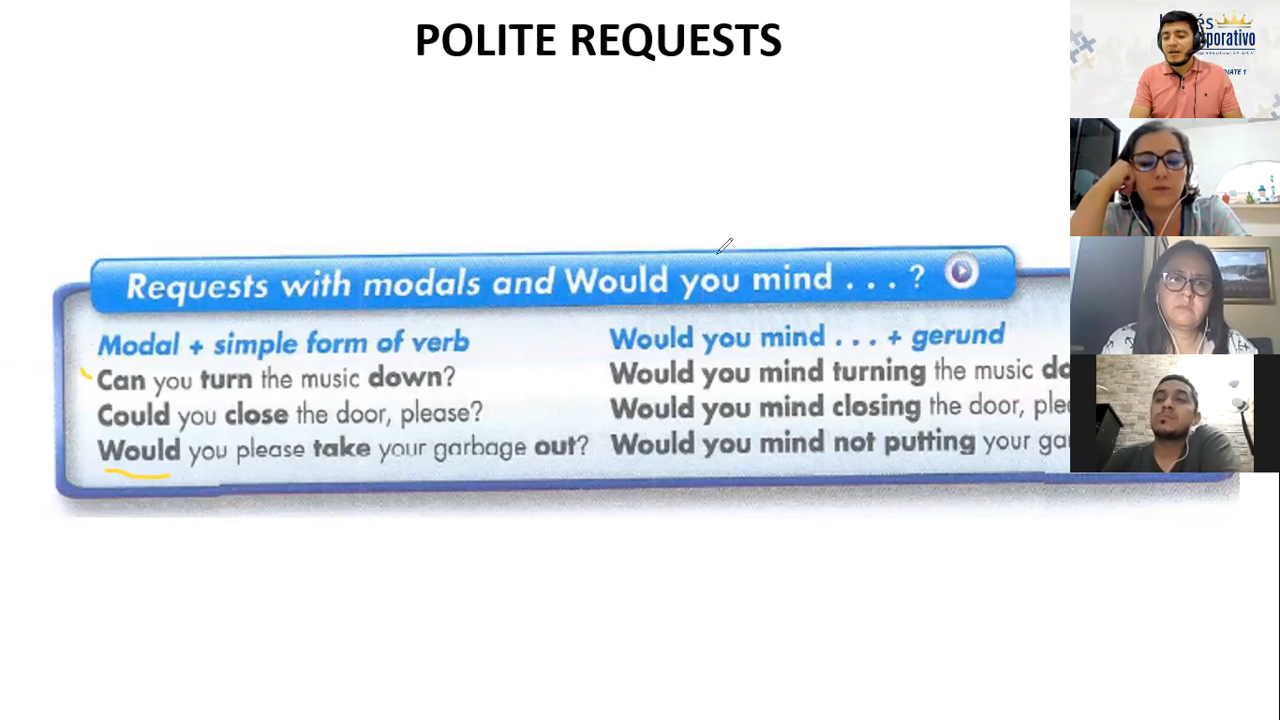 POLITE REQUESTS
Requests with modals and Would you mind . . . ?
Modal + simple form of verb
Can you turn the music down?
Could you close the door, please?
Would you please take your garbage out?
Would you mind . . . + gerund
Would you mind turning the music
Would you mind closing the door,
Would you mind not putting your